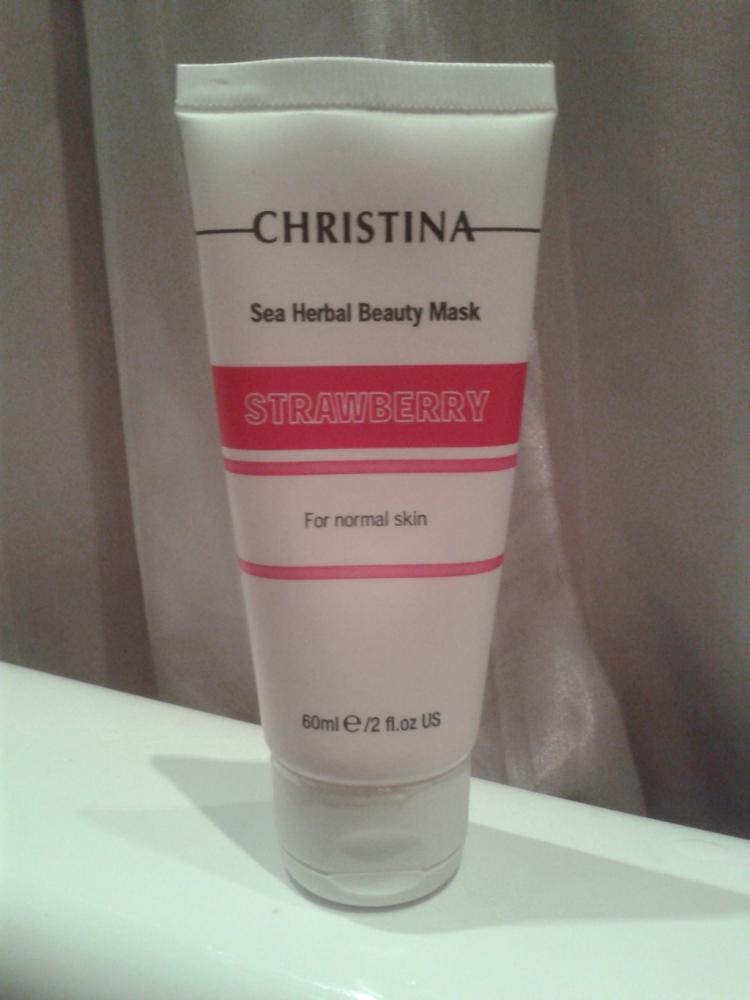 CHRISTINA
Sea Herbal Beauty Mask
STRAWBERRY
For normal skin
60ml ℮/2 fl.oz US